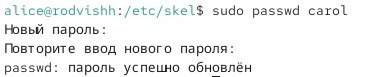 alice@rodvishh:/etc/skel$ sudo passwd carol
Новый пароль:
Повторите ввод нового пароля:
passwd: пароль успешно обновлён